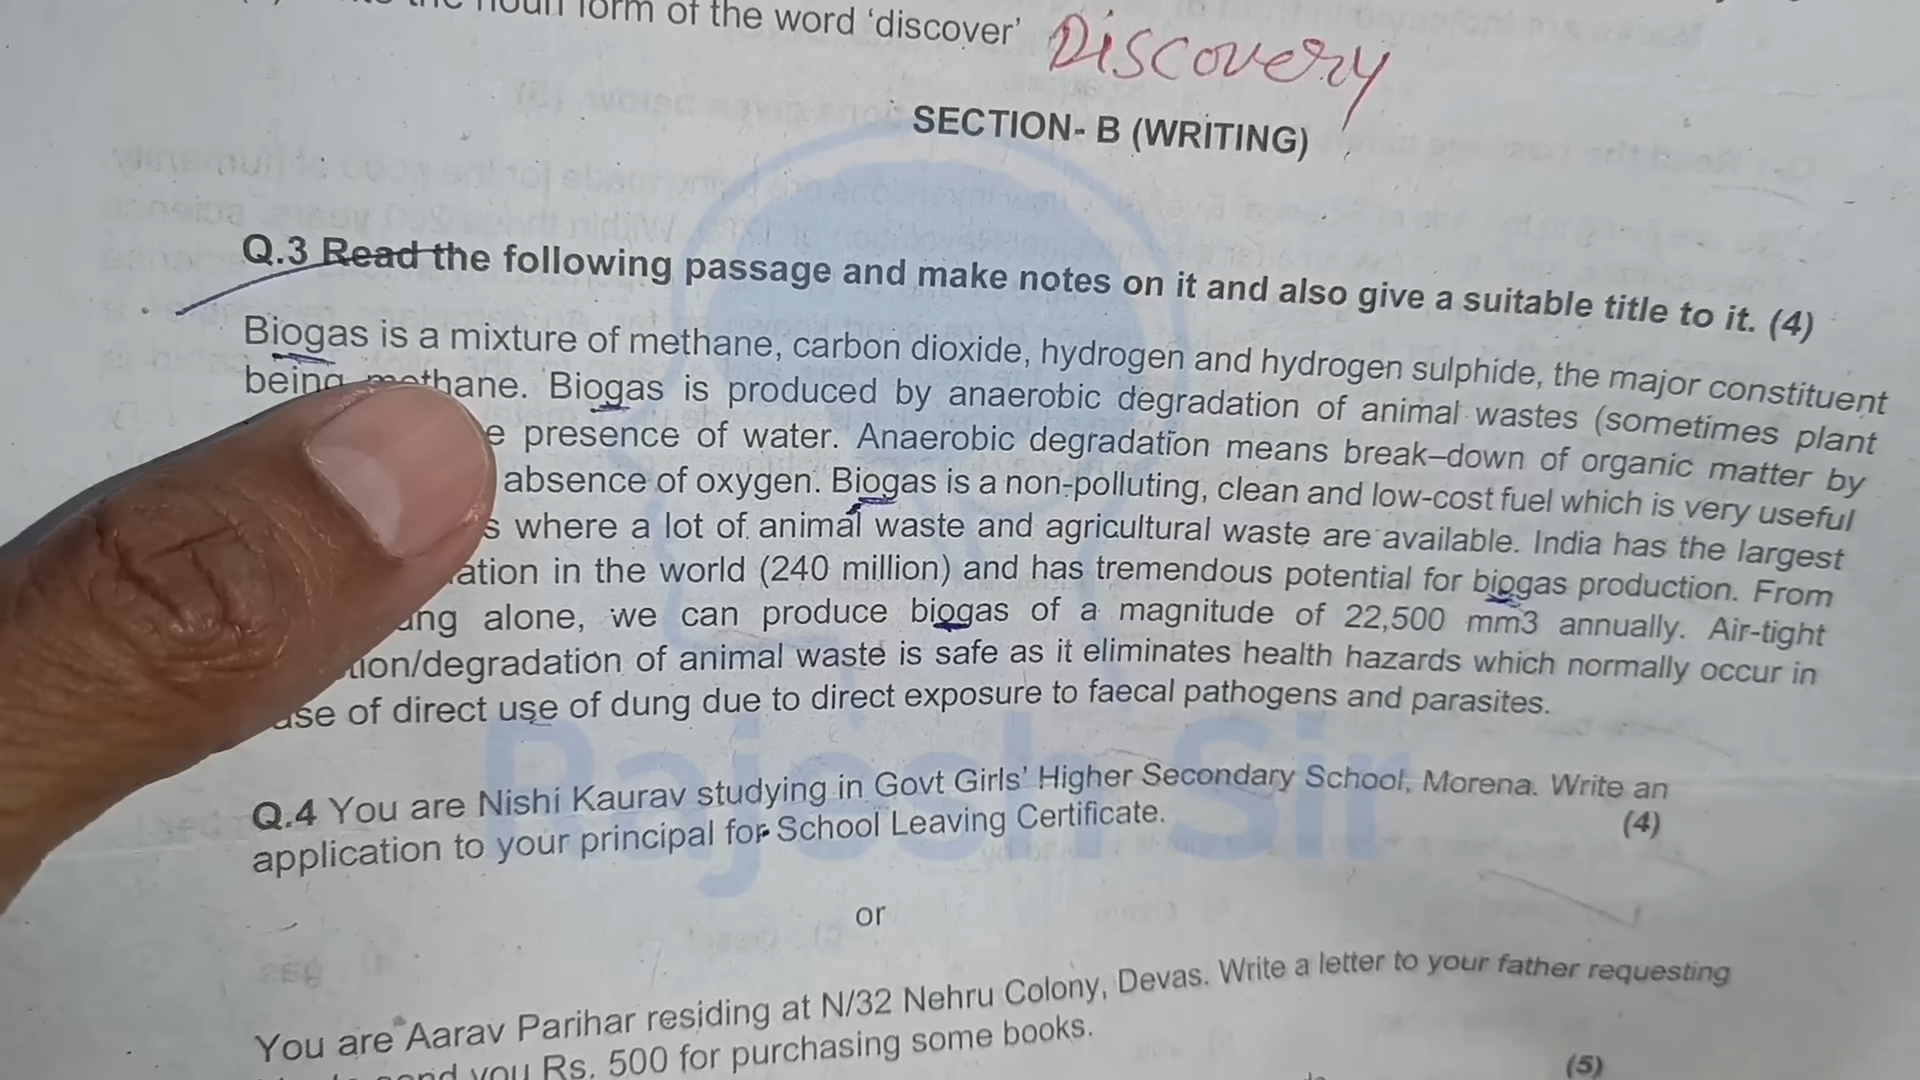 noun form of the word ‘discover’ Discovery
SECTION- B (WRITING)
Q.3 Read the following passage and make notes on it and also give a suitable title to it. (4)
Biogas is a mixture of methane, carbon dioxide, hydrogen and hydrogen sulphide, the major constituent
being methane. Biogas is produced by anaerobic degradation of animal wastes (sometimes plant
presence of water. Anaerobic degradation means break–down of organic matter by
absence of oxygen. Biogas is a non-polluting, clean and low-cost fuel which is very useful
where a lot of animal waste and agricultural waste are available. India has the largest
in the world (240 million) and has tremendous potential for biogas production. From
alone, we can produce biogas of a magnitude of 22,500 mm3 annually. Air-tight
/degradation of animal waste is safe as it eliminates health hazards which normally occur in
of direct use of dung due to direct exposure to faecal pathogens and parasites.
Rajesh Sir
Q.4 You are Nishi Kaurav studying in Govt Girls’ Higher Secondary School, Morena. Write an
application to your principal for School Leaving Certificate. (4)
or
You are Aarav Parihar residing at N/32 Nehru Colony, Devas. Write a letter to your father requesting
send you Rs. 500 for purchasing some books.
(5)